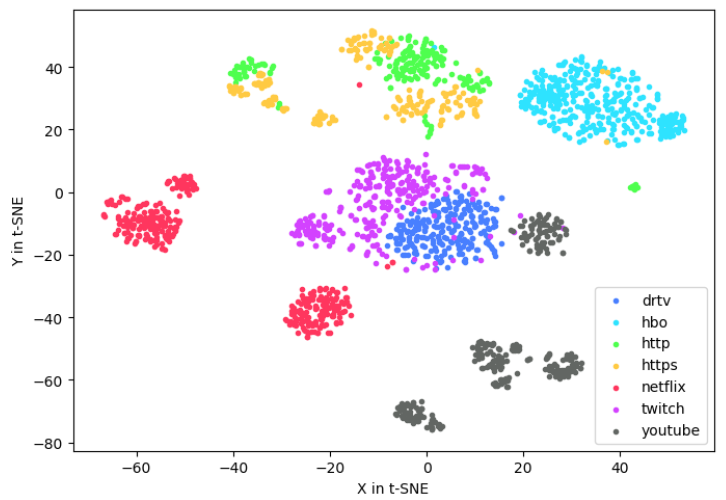 40
20
0
−20
−40
−60
−80
Y in t-SNE
−60
−40
−20
0
20
40
X in t-SNE
drtv
hbo
http
https
netflix
twitch
youtube